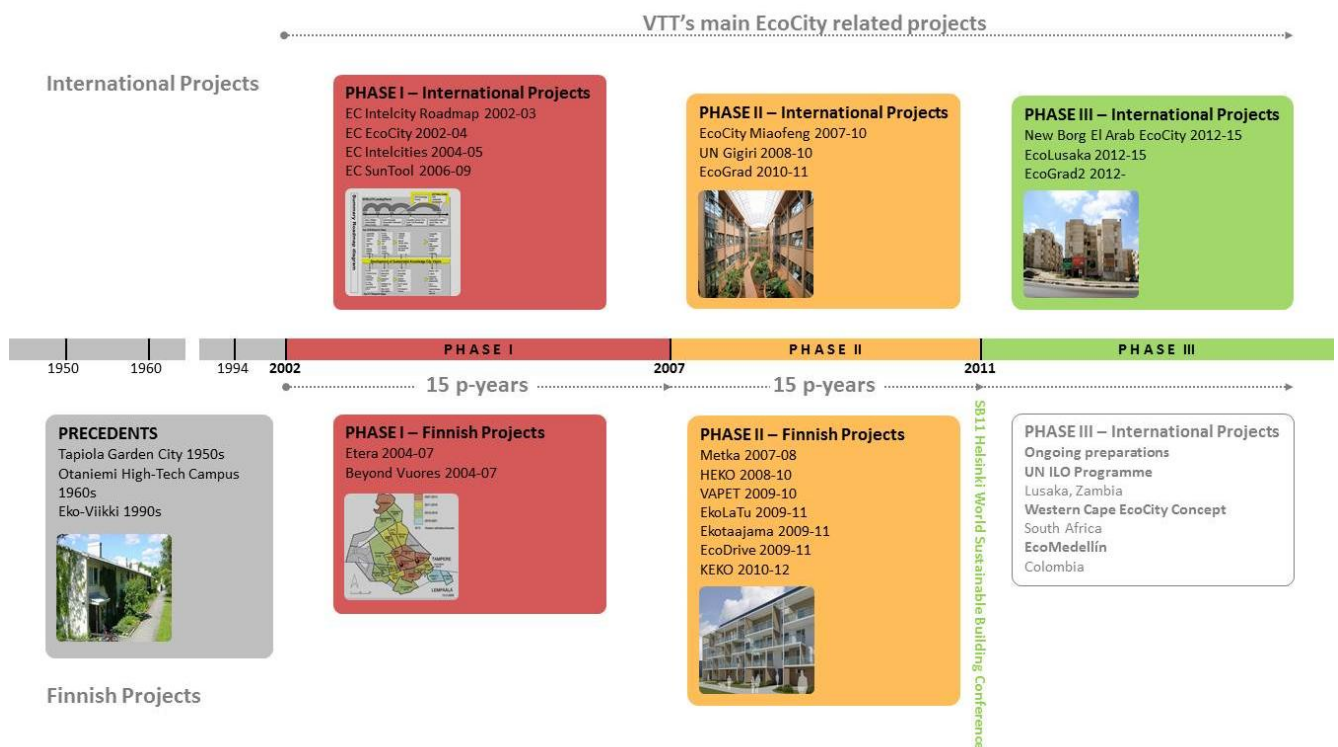 VTT's main EcoCity related projects
International Projects
PHASE I – International Projects
EC Intelcity Roadmap 2002-03
EC EcoCity 2002-04
EC Intelcities 2004-05
EC SunTool 2006-09
Summary Roadmap diagram
PHASE II – International Projects
EcoCity Miaofeng 2007-10
UN Gigiri 2008-10
EcoGrad 2010-11
PHASE III – International Projects
New Borg El Arab EcoCity 2012-15
EcoLusaka 2012-15
EcoGrad2 2012-
PHASE I
PHASE II
PHASE III
1950
1960
1994
2002
2007
2011
15 p-years
15 p-years
PRECEDENTS
Tapiola Garden City 1950s
Otaniemi High-Tech Campus
1960s
Eko-Viikki 1990s
PHASE I – Finnish Projects
Etera 2004-07
Beyond Vuores 2004-07
TAMPERE
LEMPÄÄLÄ
PHASE II – Finnish Projects
Metka 2007-08
HEKO 2008-10
VAPET 2009-10
EkoLaTu 2009-11
Ekotaajama 2009-11
EcoDrive 2009-11
KEKO 2010-12
SB11 Helsinki World Sustainable Building Conference
PHASE III – International Projects
Ongoing preparations
UN ILO Programme
Lusaka, Zambia
Western Cape EcoCity Concept
South Africa
EcoMedellín
Colombia
Finnish Projects